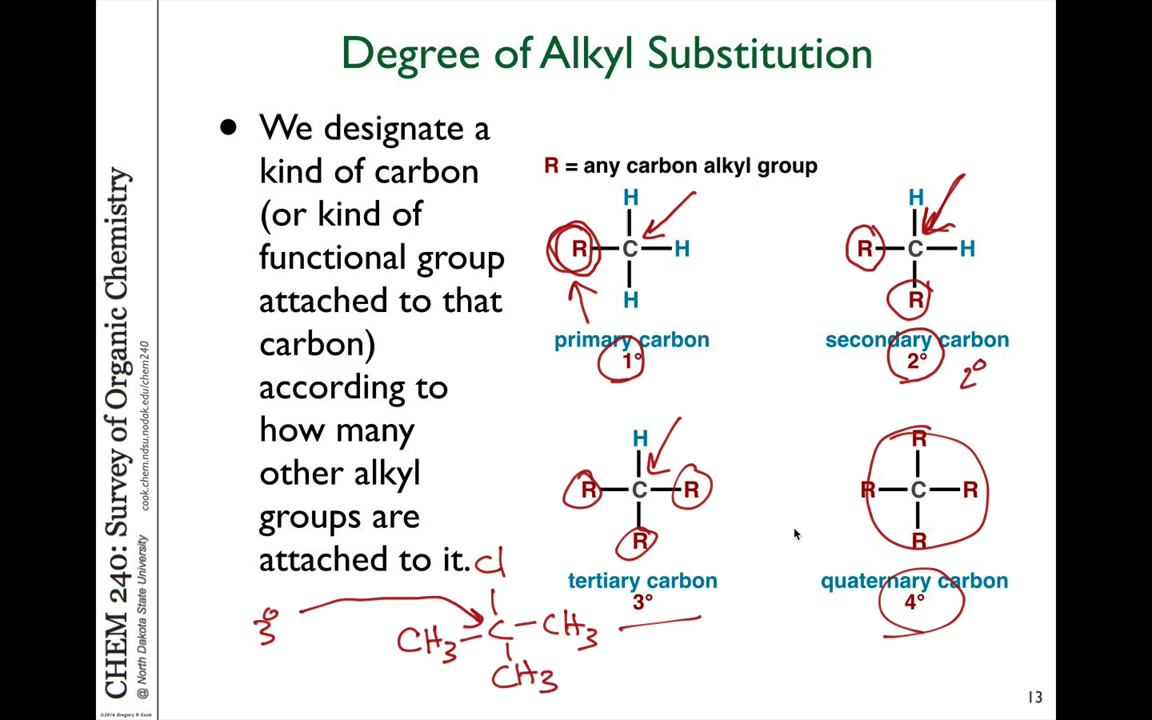 Degree of Alkyl Substitution
• We designate a
kind of carbon
(or kind of
functional group
attached to that
carbon)
according to
how many
other alkyl
groups are
attached to it.
R = any carbon alkyl group
H
R C H
H
primary carbon
1°
H
R C H
R
secondary carbon
2°
2°
H
R C R
R
tertiary carbon
3°
R
R C R
R
quaternary carbon
4°
Cl
3°
CH3 C CH3
CH3
13
CHEM 240: Survey of Organic Chemistry
@ North Dakota State University cook.chem.ndsu.nodak.edu/chem240
©2016 Gregory R. Cook